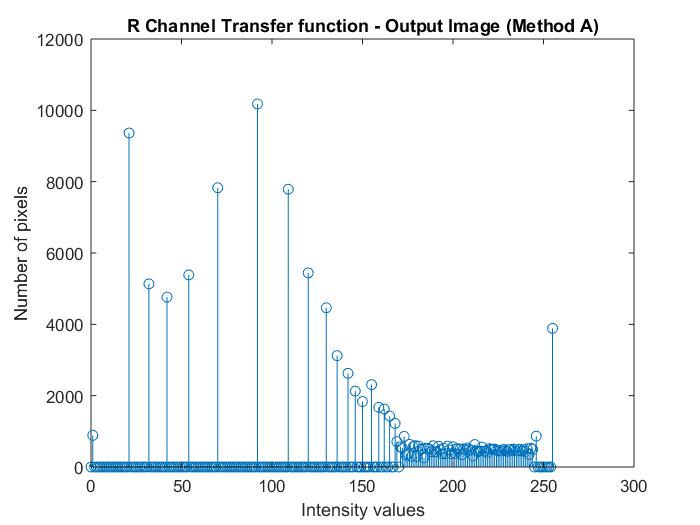 R Channel Transfer function - Output Image (Method A)
12000
10000
8000
6000
4000
2000
0
Number of pixels
0 50 100 150 200 250 300
Intensity values